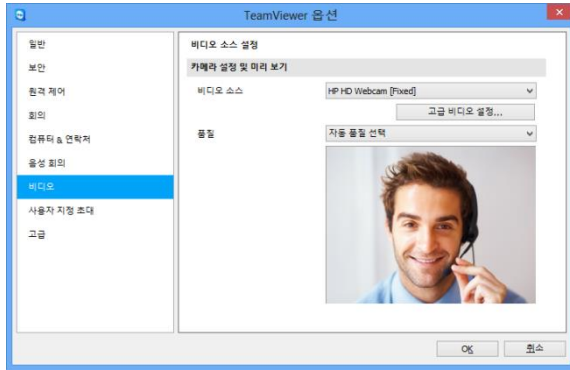 TeamViewer 옵션
일반
보안
원격 제어
회의
컴퓨터 & 연락처
음성 회의
비디오
사용자 지정 초대
고급
비디오 소스 설정
카메라 설정 및 미리 보기
비디오 소스
HP HD Webcam [Fixed]
고급 비디오 설정...
품질
자동 품질 선택
OK
취소